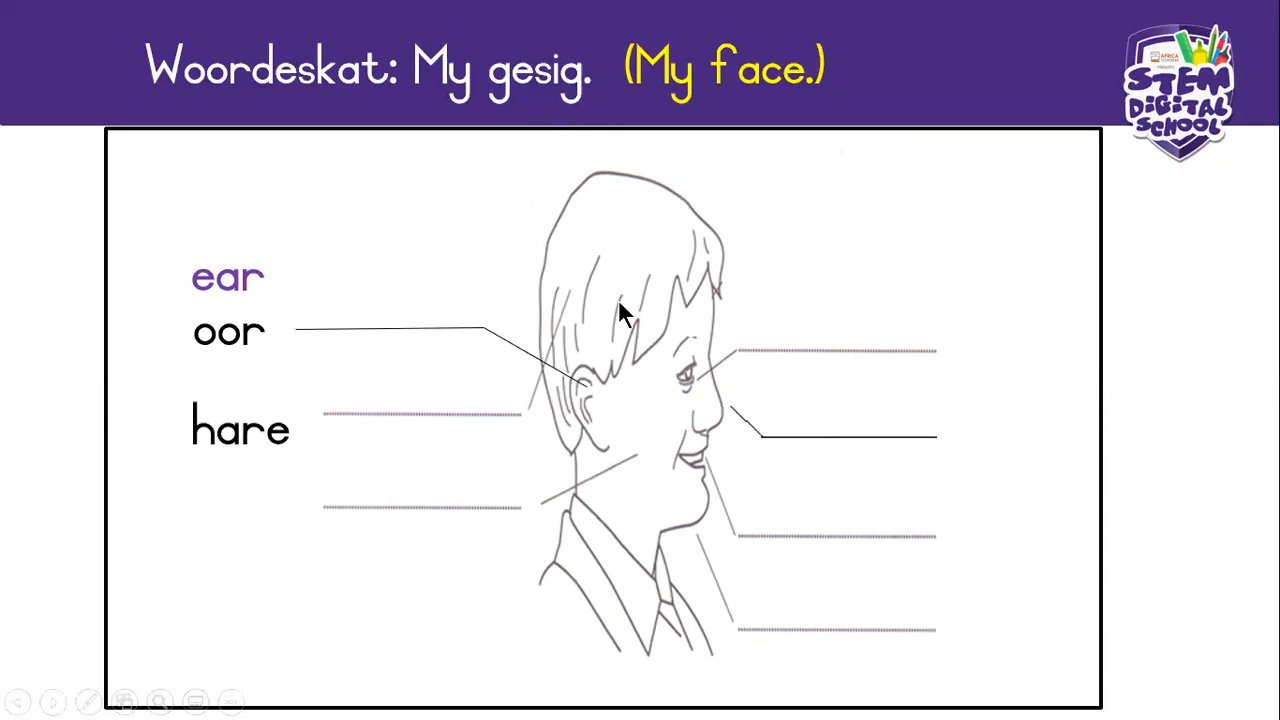 Woordeskat: My gesig. (My face.)
STEM
DIGITAL
SCHOOL
ear
oor
hare